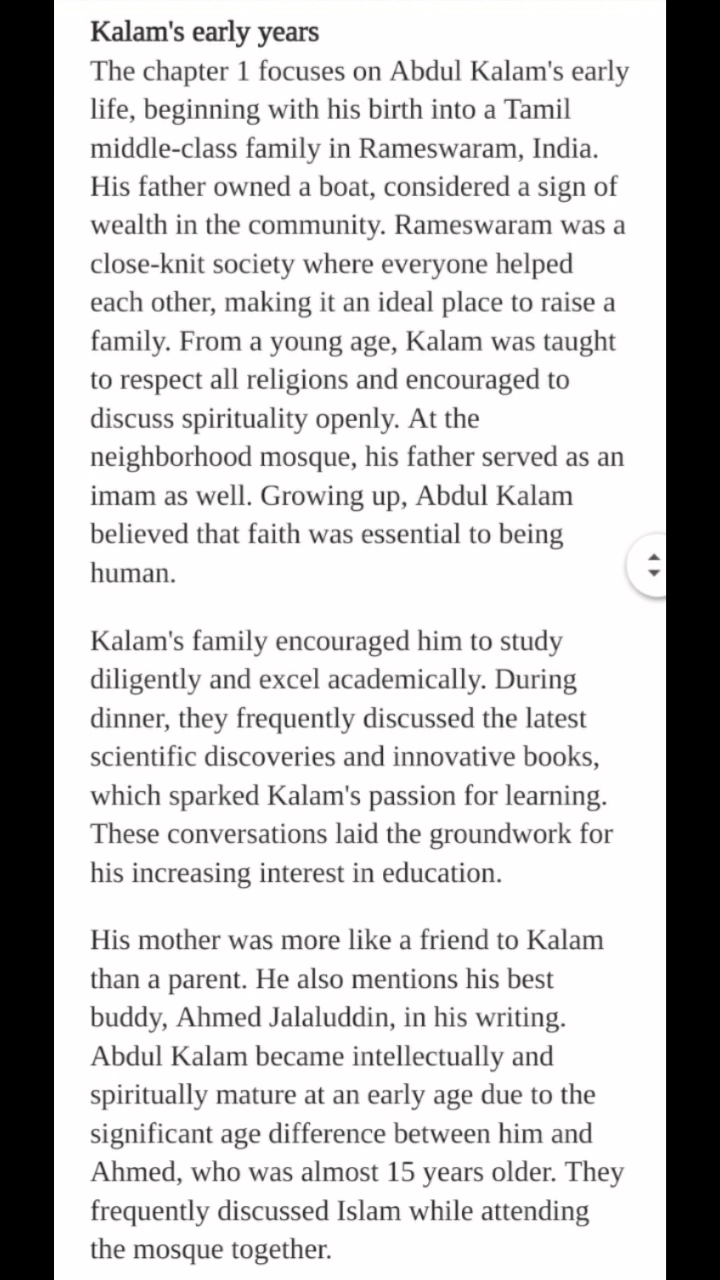 Kalam's early years
The chapter 1 focuses on Abdul Kalam's early
life, beginning with his birth into a Tamil
middle-class family in Rameswaram, India.
His father owned a boat, considered a sign of
wealth in the community. Rameswaram was a
close-knit society where everyone helped
each other, making it an ideal place to raise a
family. From a young age, Kalam was taught
to respect all religions and encouraged to
discuss spirituality openly. At the
neighborhood mosque, his father served as an
imam as well. Growing up, Abdul Kalam
believed that faith was essential to being
human.
Kalam's family encouraged him to study
diligently and excel academically. During
dinner, they frequently discussed the latest
scientific discoveries and innovative books,
which sparked Kalam's passion for learning.
These conversations laid the groundwork for
his increasing interest in education.
His mother was more like a friend to Kalam
than a parent. He also mentions his best
buddy, Ahmed Jalaluddin, in his writing.
Abdul Kalam became intellectually and
spiritually mature at an early age due to the
significant age difference between him and
Ahmed, who was almost 15 years older. They
frequently discussed Islam while attending
the mosque together.